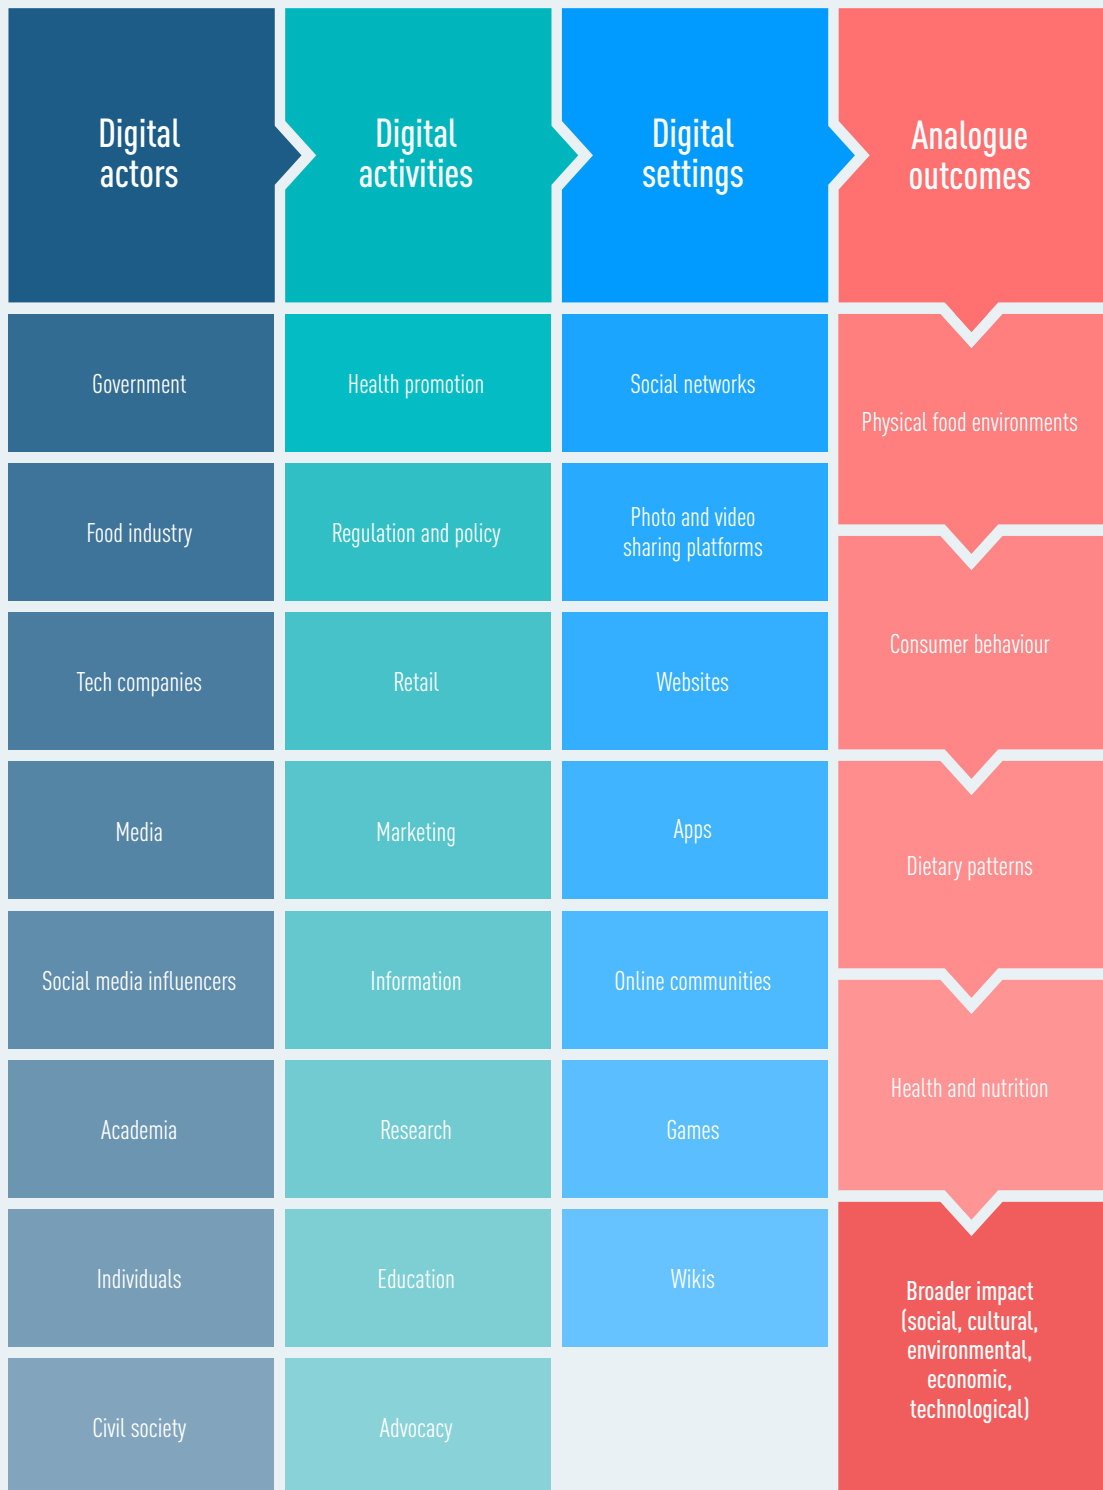 Digital
actors
Digital
activities
Digital
settings
Analogue
outcomes
Government
Food industry
Tech companies
Media
Social media influencers
Academia
Individuals
Civil society
Health promotion
Regulation and policy
Retail
Marketing
Information
Research
Education
Advocacy
Social networks
Photo and video
sharing platforms
Websites
Apps
Online communities
Games
Wikis
Physical food environments
Consumer behaviour
Dietary patterns
Health and nutrition
Broader impact
(social, cultural,
environmental,
economic,
technological)